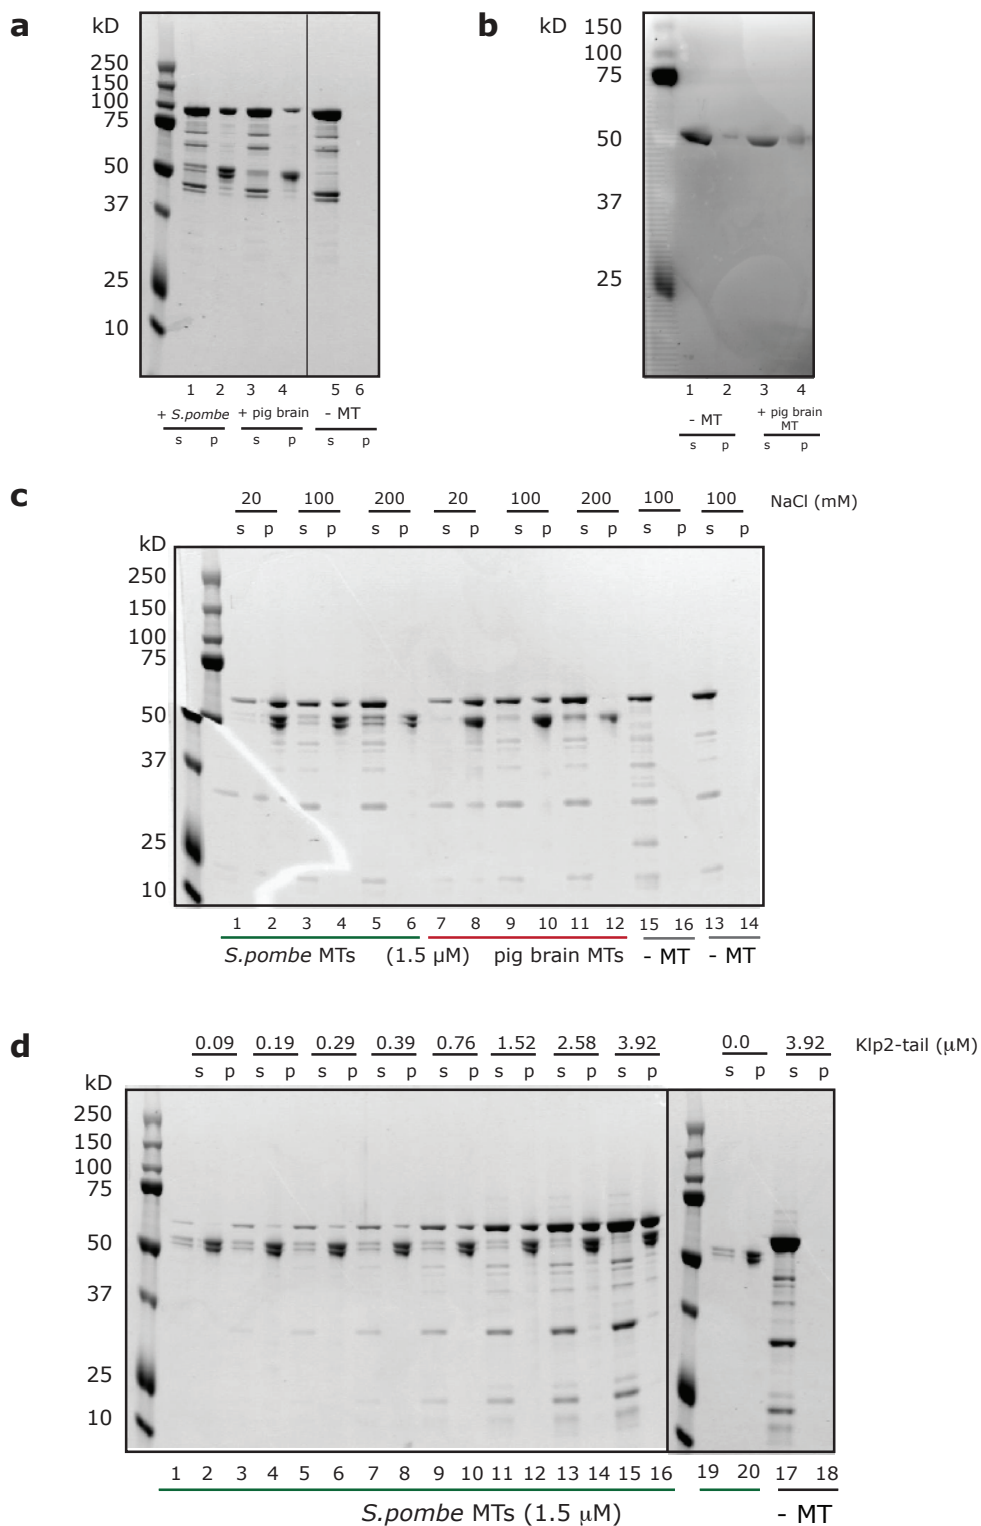 a
kD
250
150
100
75
50
37
25
10
1 2 3 4 5 6
+ S.pombe + pig brain - MT
s p s p s p
b
kD
150
100
75
50
37
25
1 2 3 4
- MT + pig brain
MT
s p s p
c
20 100 200 20 100 200 100 100 NaCl (mM)
s p s p s p s p s p s p s p s p
kD
250
150
100
75
50
37
25
10
1 2 3 4 5 6 7 8 9 10 11 12 15 16 13 14
S.pombe MTs (1.5 µM) pig brain MTs - MT - MT
d
0.09 0.19 0.29 0.39 0.76 1.52 2.58 3.92 0.0 3.92 Klp2-tail (µM)
s p s p s p s p s p s p s p s p s p s p
kD
250
150
100
75
50
37
25
10
1 2 3 4 5 6 7 8 9 10 11 12 13 14 15 16 19 20 17 18
S.pombe MTs (1.5 µM) - MT